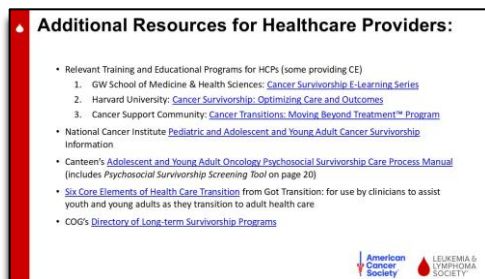 Additional Resources for Healthcare Providers:
• Relevant Training and Educational Programs for HCPs (some providing CE)
1. GW School of Medicine & Health Sciences: Cancer Survivorship E-Learning Series
2. Harvard University: Cancer Survivorship: Optimizing Care and Outcomes
3. Cancer Support Community: Cancer Transitions: Moving Beyond Treatment™ Program
• National Cancer Institute Pediatric and Adolescent and Young Adult Cancer Survivorship
Information
• Canteen's Adolescent and Young Adult Oncology Psychosocial Survivorship Care Process Manual
(includes Psychosocial Survivorship Screening Tool on page 20)
• Six Core Elements of Health Care Transition from Got Transition: for use by clinicians to assist
youth and young adults as they transition to adult health care
• COG's Directory of Long-term Survivorship Programs
American
Cancer
Society
LEUKEMIA &
LYMPHOMA
SOCIETY